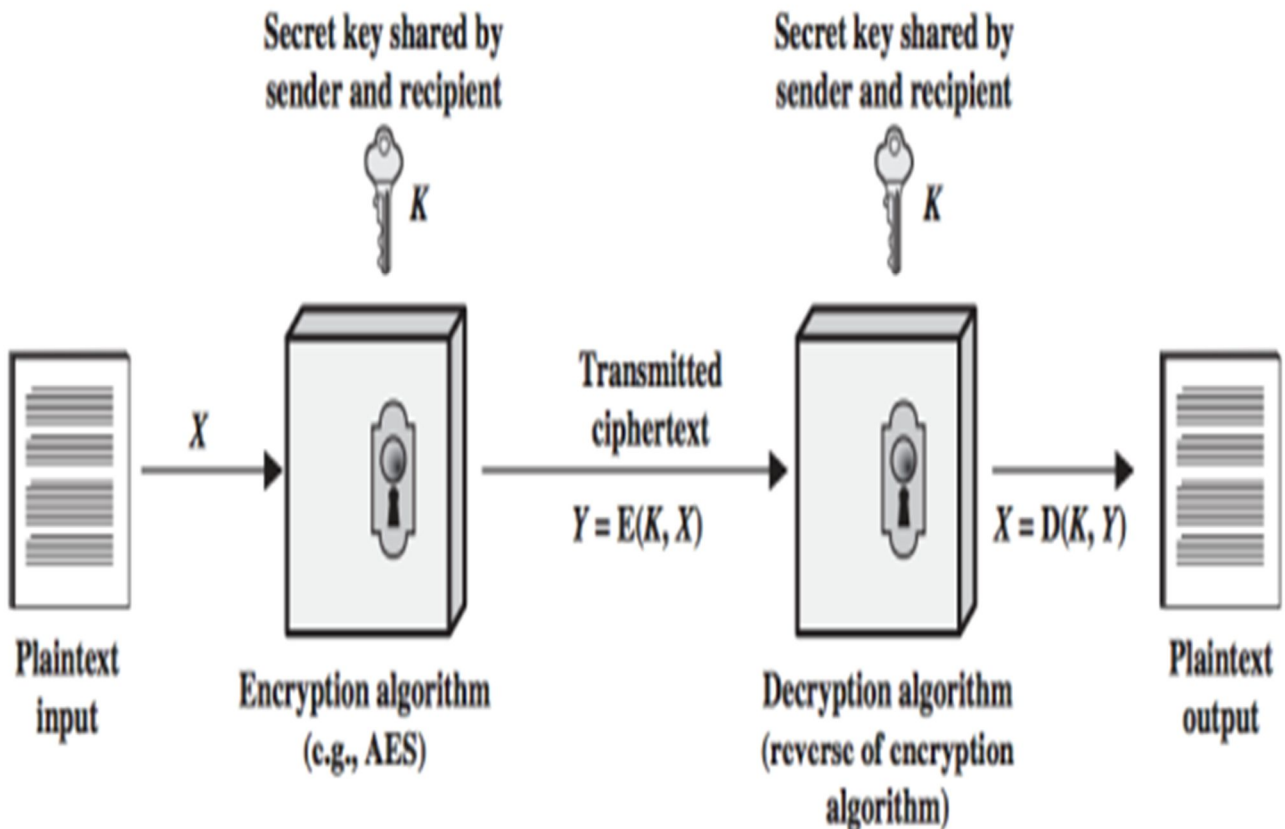 Secret key shared by
sender and recipient
K
Secret key shared by
sender and recipient
K
X
Transmitted
ciphertext
Y = E(K, X)
X = D(K, Y)
Plaintext
input
Encryption algorithm
(e.g., AES)
Decryption algorithm
(reverse of encryption
algorithm)
Plaintext
output